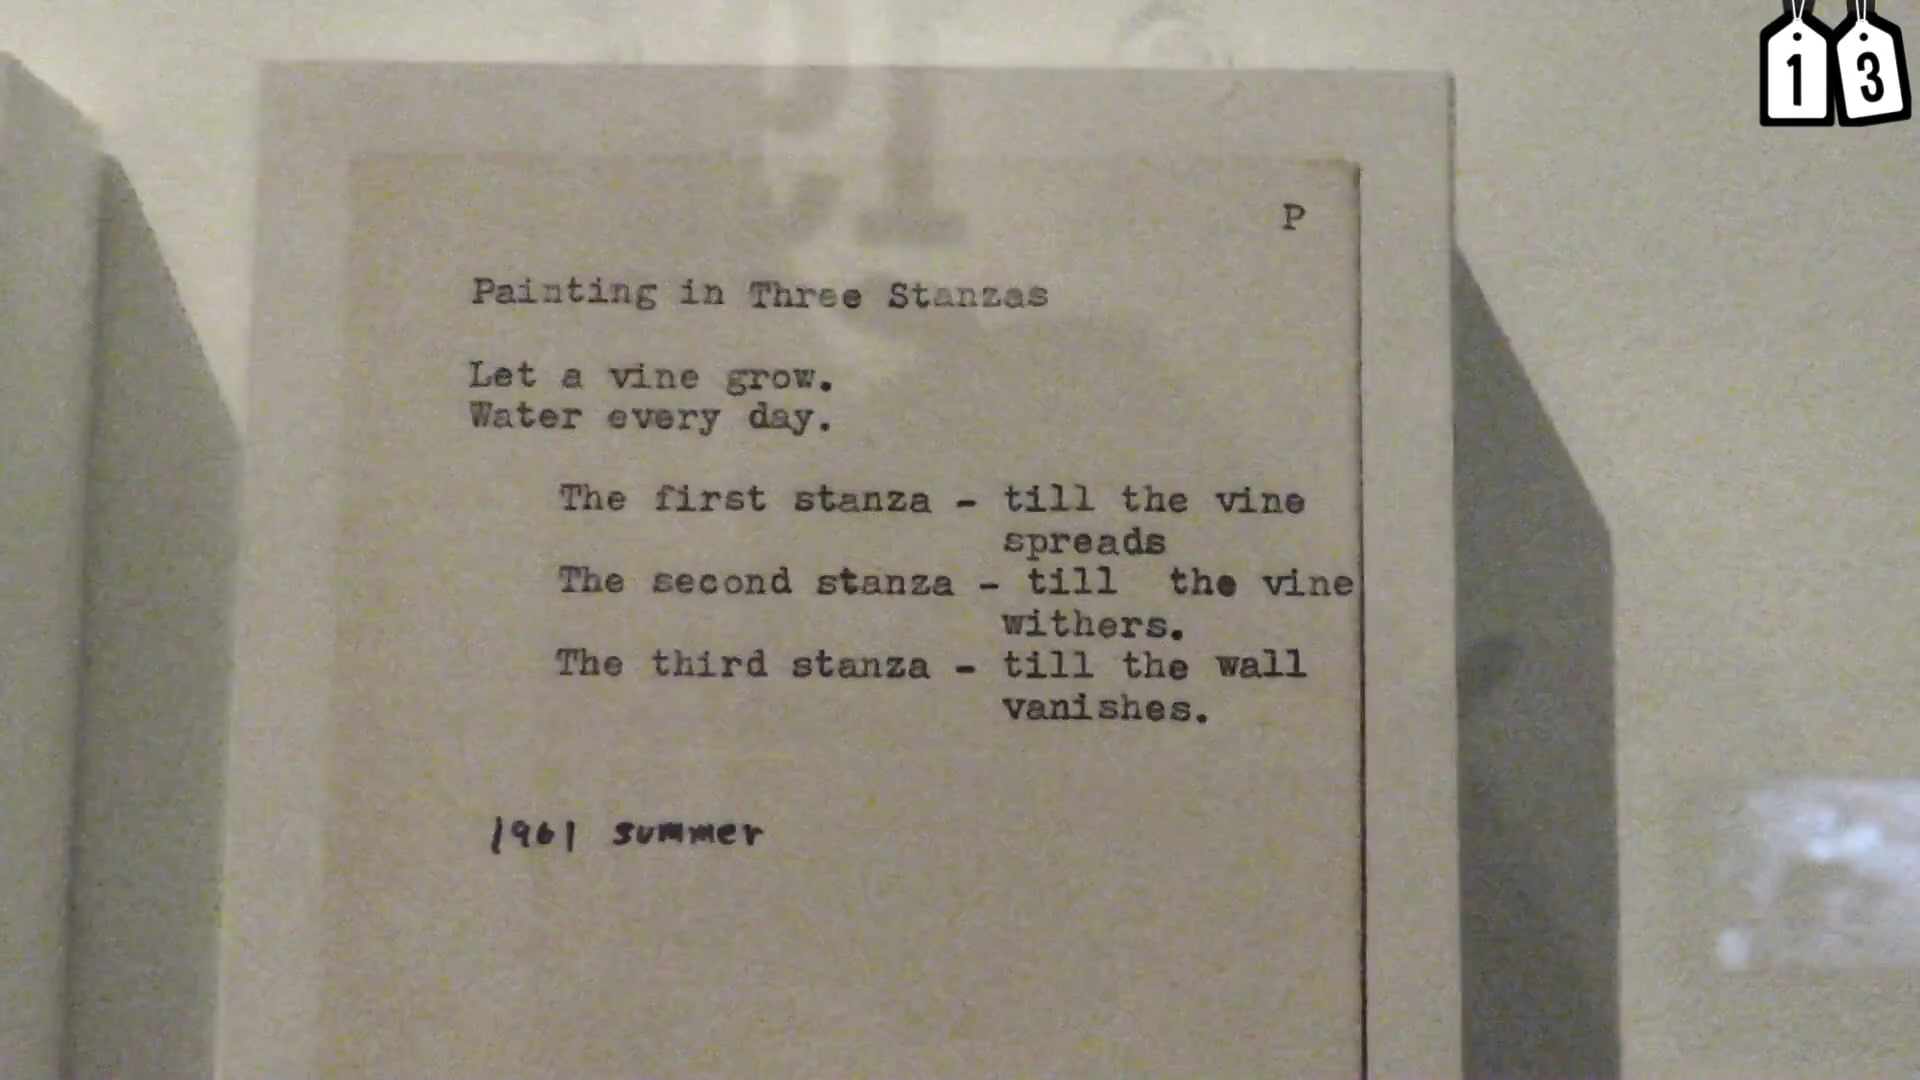 1 3
P
Painting in Three Stanzas
Let a vine grow.
Water every day.
The first stanza - till the vine
spreads
The second stanza - till the vine
withers.
The third stanza - till the wall
vanishes.
1961 summer